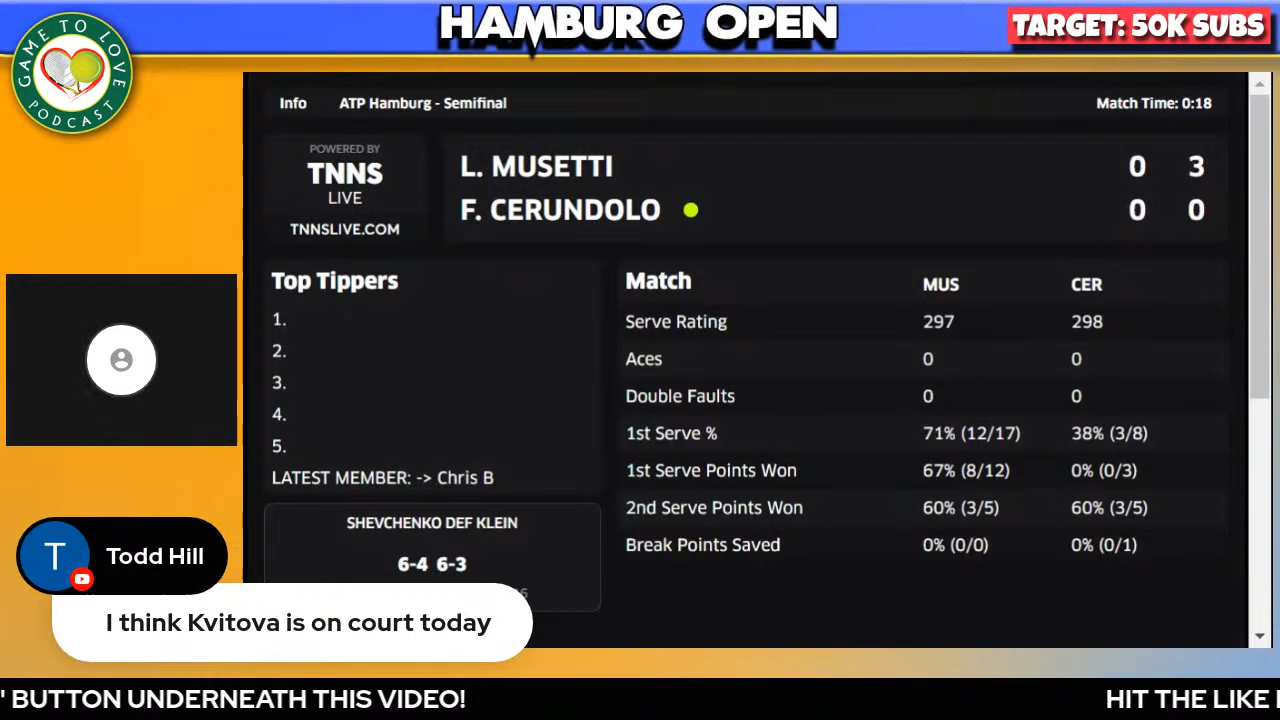 HAMBURG OPEN
TARGET: 50K SUBS
GAME TO LOVE PODCAST
Info ATP Hamburg - Semifinal Match Time: 0:18
POWERED BY
TNNS
LIVE
TNNSLIVE.COM
L. MUSETTI 0 3
F. CERUNDOLO 0 0
Top Tippers
1.
2.
3.
4.
5.
LATEST MEMBER: -> Chris B
Match MUS CER
Serve Rating 297 298
Aces 0 0
Double Faults 0 0
1st Serve % 71% (12/17) 38% (3/8)
1st Serve Points Won 67% (8/12) 0% (0/3)
2nd Serve Points Won 60% (3/5) 60% (3/5)
Break Points Saved 0% (0/0) 0% (0/1)
SHEVCHENKO DEF KLEIN
6-4 6-3
T Todd Hill
I think Kvitova is on court today
' BUTTON UNDERNEATH THIS VIDEO! HIT THE LIKE